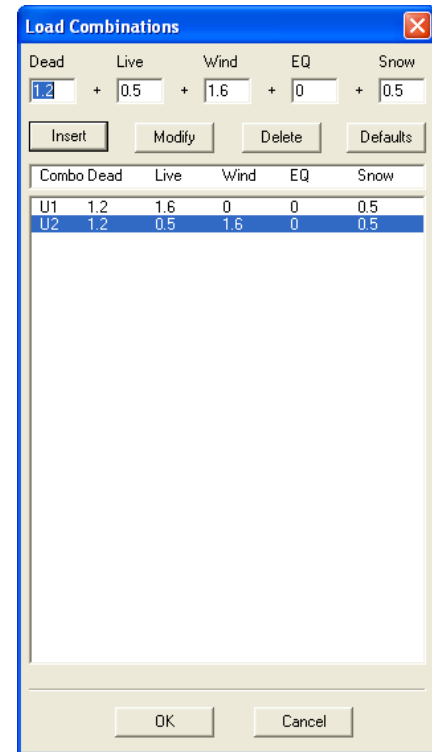 Load Combinations
Dead Live Wind EQ Snow
1.2 + 0.5 + 1.6 + 0 + 0.5
Insert Modify Delete Defaults
Combo Dead Live Wind EQ Snow
U1 1.2 1.6 0 0 0.5
U2 1.2 0.5 1.6 0 0.5
OK Cancel